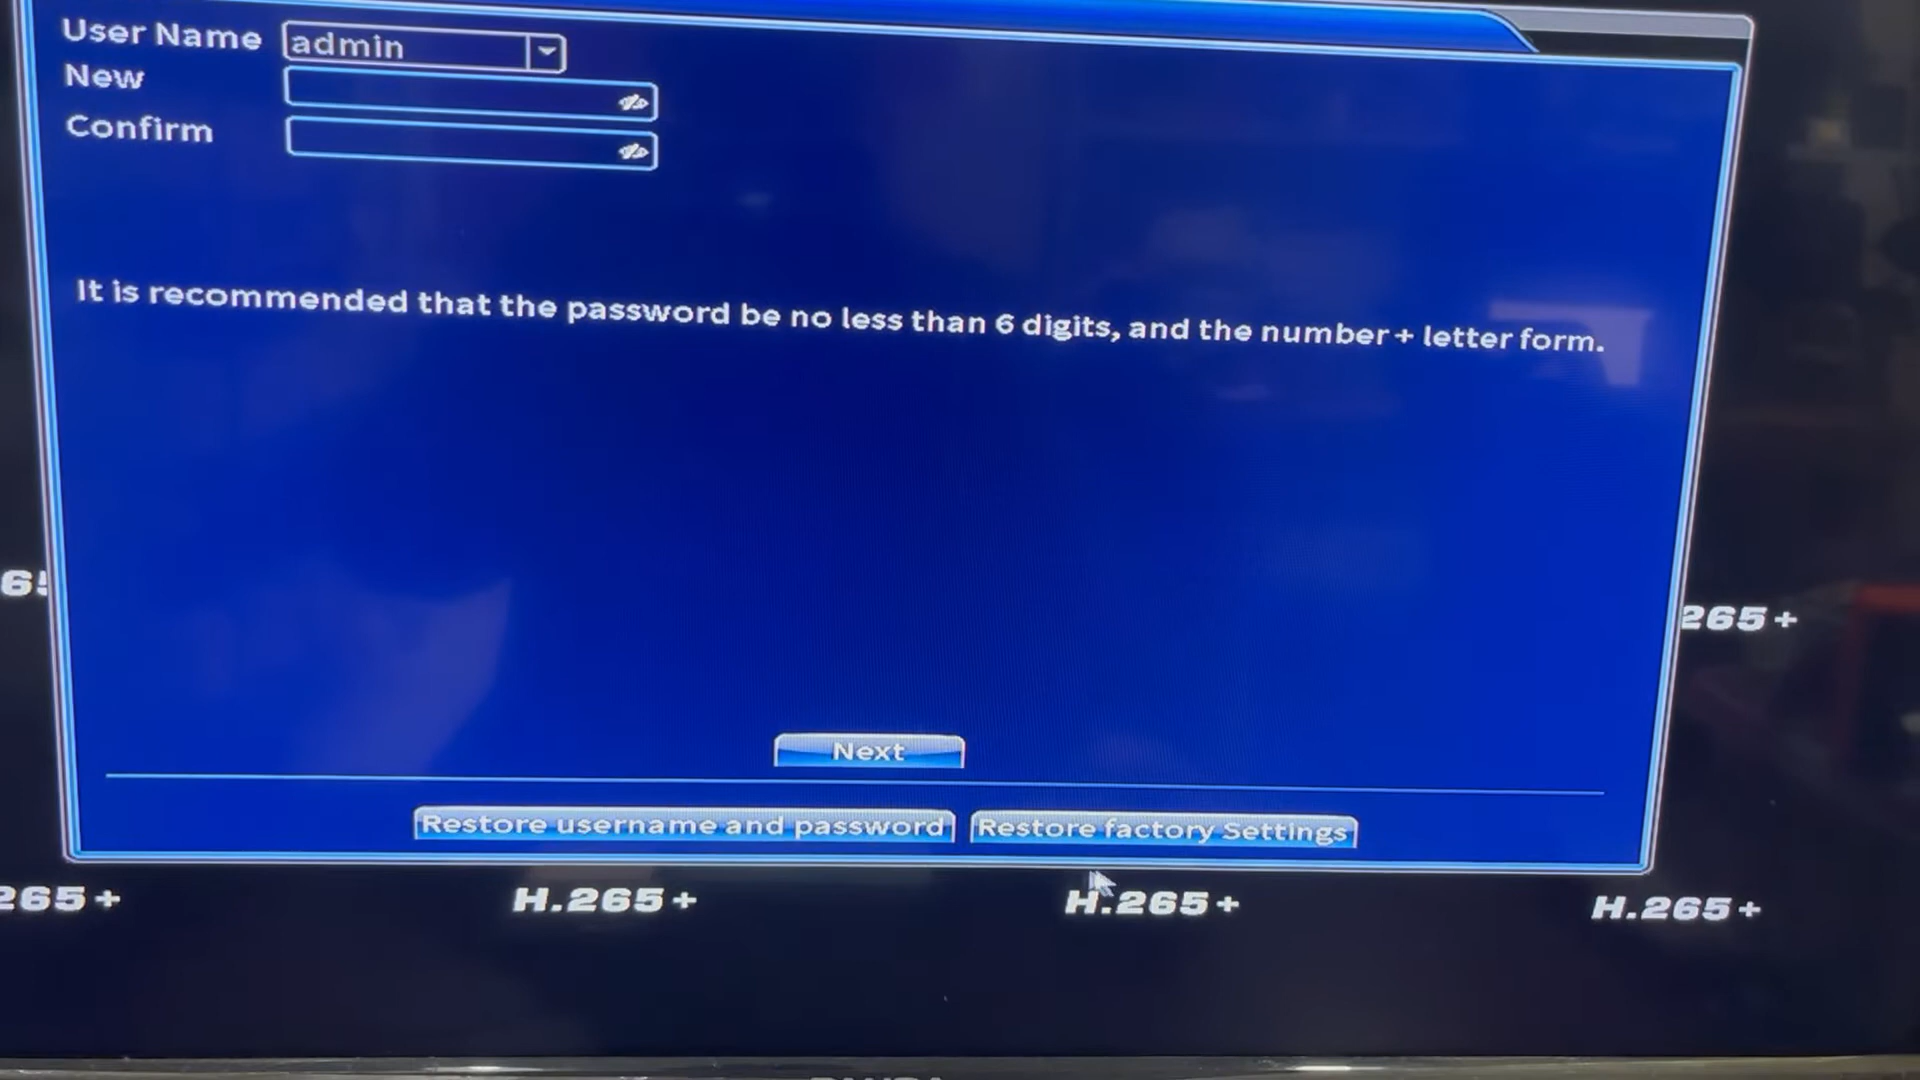 User Name admin
New
Confirm
It is recommended that the password be no less than 6 digits, and the number + letter form.
265+
Next
Restore username and password Restore factory Settings
265+ H.265+ H.265+ H.265+